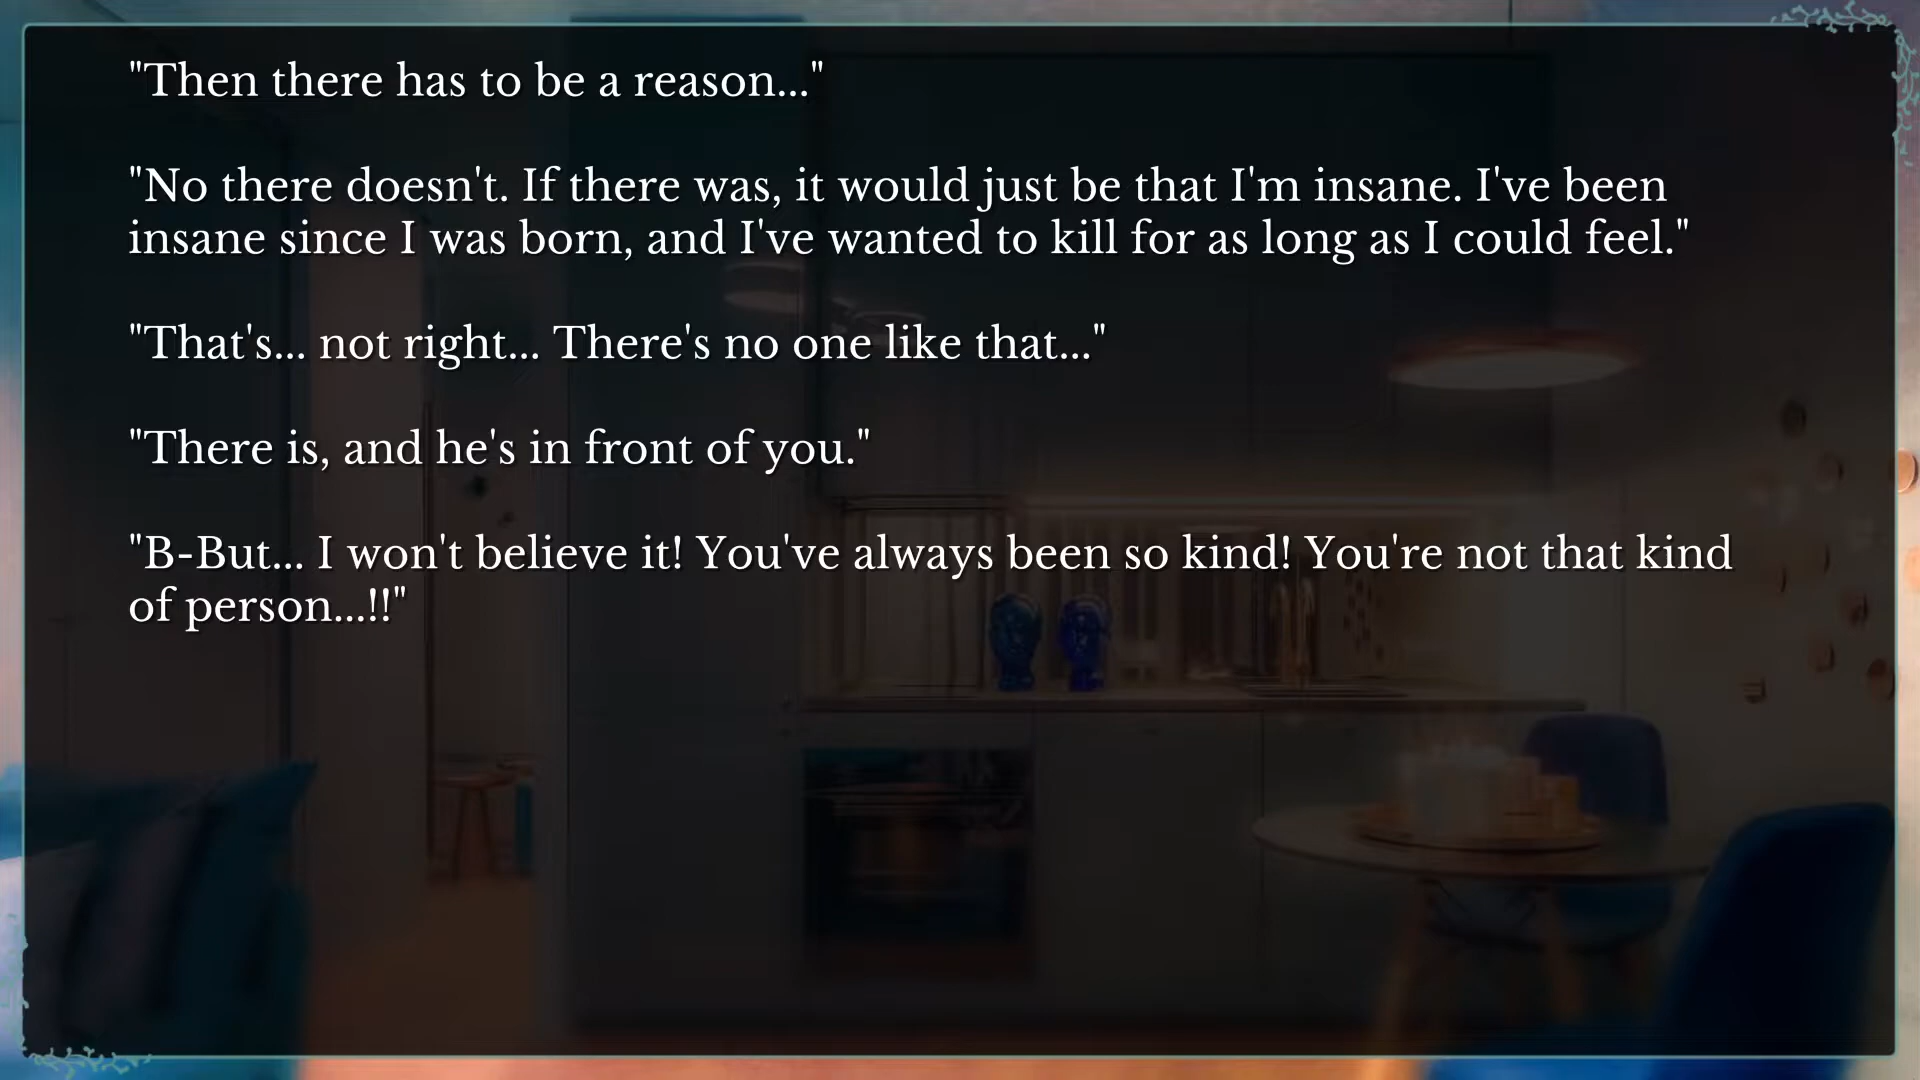 "Then there has to be a reason..."
"No there doesn't. If there was, it would just be that I'm insane. I've been
insane since I was born, and I've wanted to kill for as long as I could feel."
"That's... not right... There's no one like that..."
"There is, and he's in front of you."
"B-But... I won't believe it! You've always been so kind! You're not that kind
of person...!!"